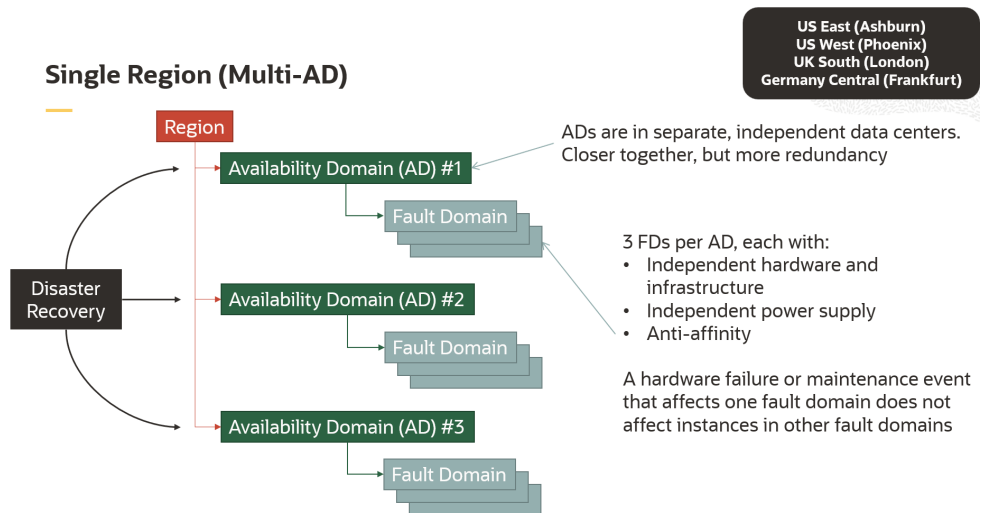 US East (Ashburn)
US West (Phoenix)
UK South (London)
Germany Central (Frankfurt)
Single Region (Multi-AD)
Region
ADs are in separate, independent data centers.
Closer together, but more redundancy
Availability Domain (AD) #1
Fault Domain
3 FDs per AD, each with:
• Independent hardware and
infrastructure
• Independent power supply
• Anti-affinity
Disaster
Recovery
Availability Domain (AD) #2
Fault Domain
A hardware failure or maintenance event
that affects one fault domain does not
affect instances in other fault domains
Availability Domain (AD) #3
Fault Domain